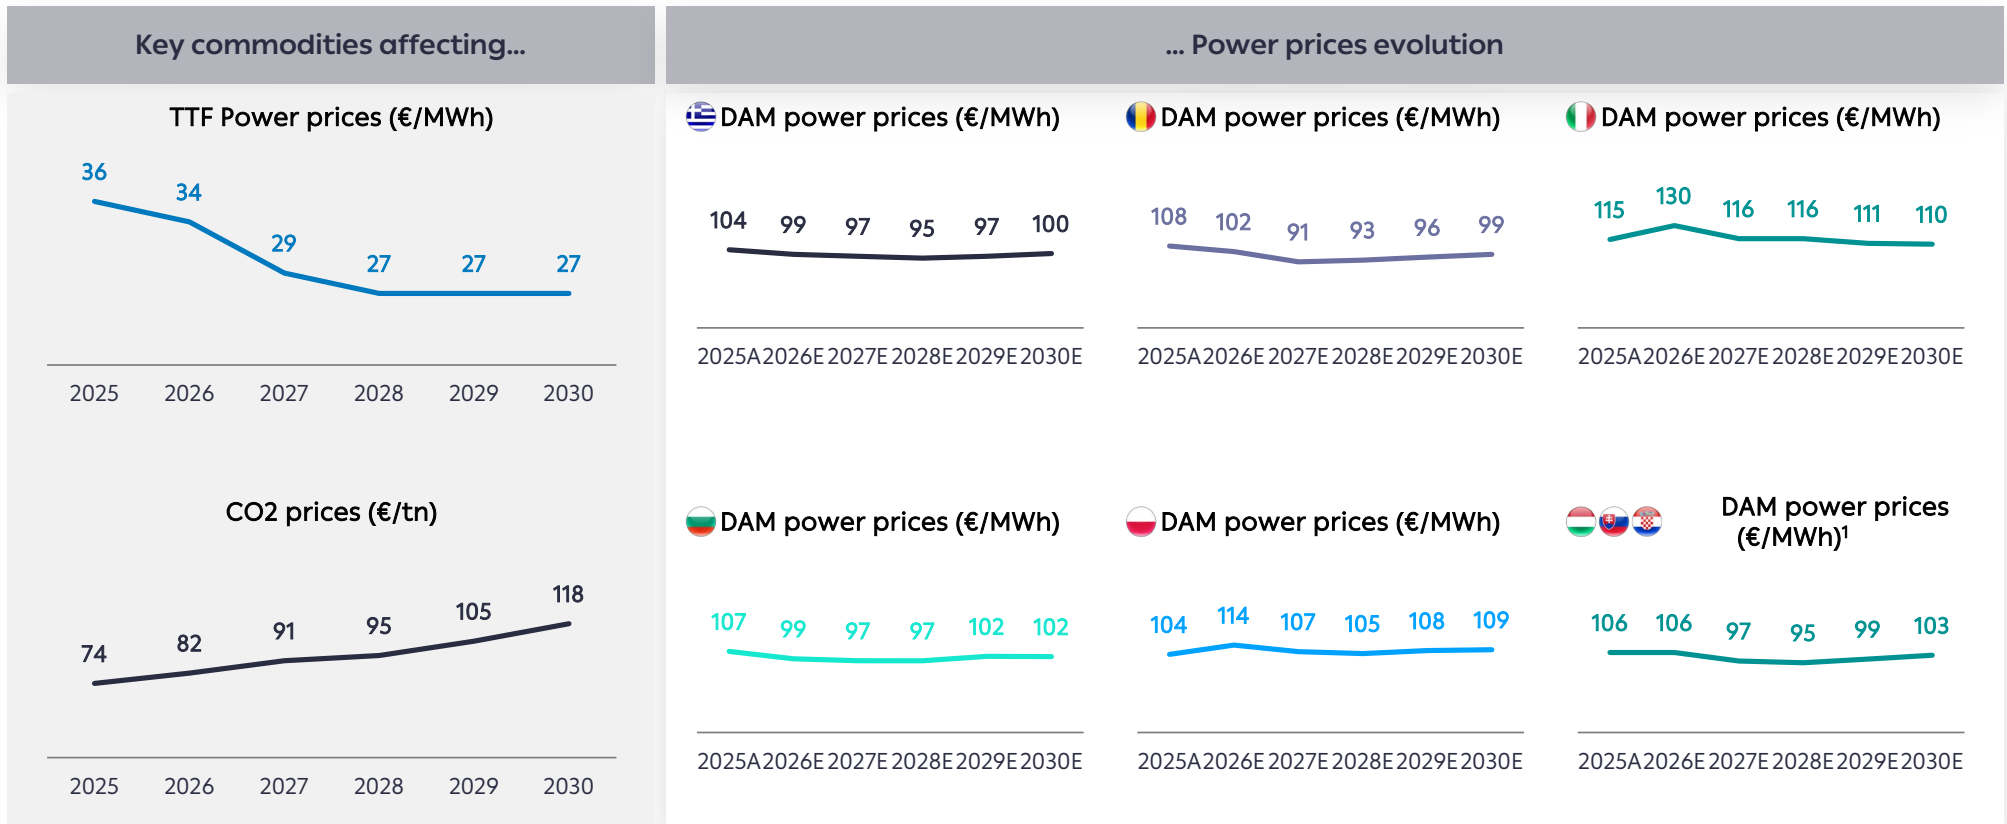 Key commodities affecting...
... Power prices evolution
TTF Power prices (€/MWh)
36
34
29
27
27
27
2025 2026 2027 2028 2029 2030
CO2 prices (€/tn)
74
82
91
95
105
118
2025 2026 2027 2028 2029 2030
DAM power prices (€/MWh)
104 99 97 95 97 100
2025A 2026E 2027E 2028E 2029E 2030E
DAM power prices (€/MWh)
108 102 91 93 96 99
2025A 2026E 2027E 2028E 2029E 2030E
DAM power prices (€/MWh)
115 130 116 116 111 110
2025A 2026E 2027E 2028E 2029E 2030E
DAM power prices (€/MWh)
107 99 97 97 102 102
2025A 2026E 2027E 2028E 2029E 2030E
DAM power prices (€/MWh)
104 114 107 105 108 109
2025A 2026E 2027E 2028E 2029E 2030E
DAM power prices
(€/MWh)¹
106 106 97 95 99 103
2025A 2026E 2027E 2028E 2029E 2030E